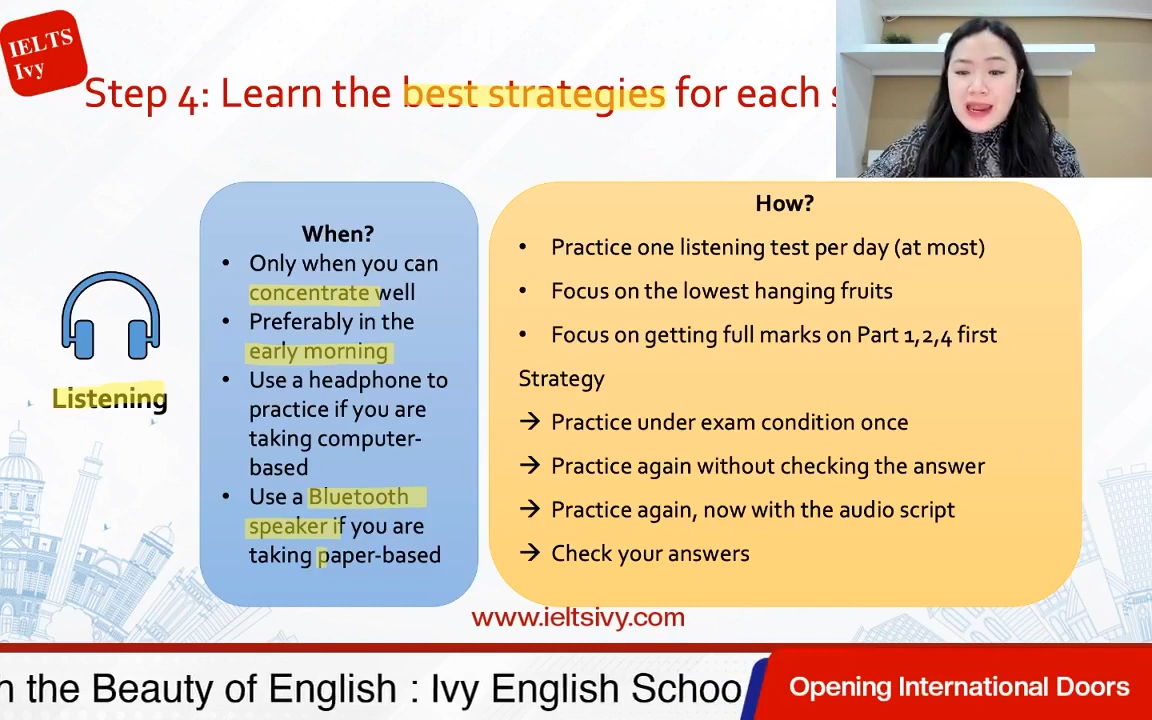 IELTS
Ivy
Step 4: Learn the best strategies for each
When?
• Only when you can
concentrate well
• Preferably in the
early morning
• Use a headphone to
practice if you are
taking computer-
based
• Use a Bluetooth
speaker if you are
taking paper-based
Listening
How?
• Practice one listening test per day (at most)
• Focus on the lowest hanging fruits
• Focus on getting full marks on Part 1,2,4 first
Strategy
→ Practice under exam condition once
→ Practice again without checking the answer
→ Practice again, now with the audio script
→ Check your answers
www.ieltsivy.com
n the Beauty of English : Ivy English Schoo
Opening International Doors